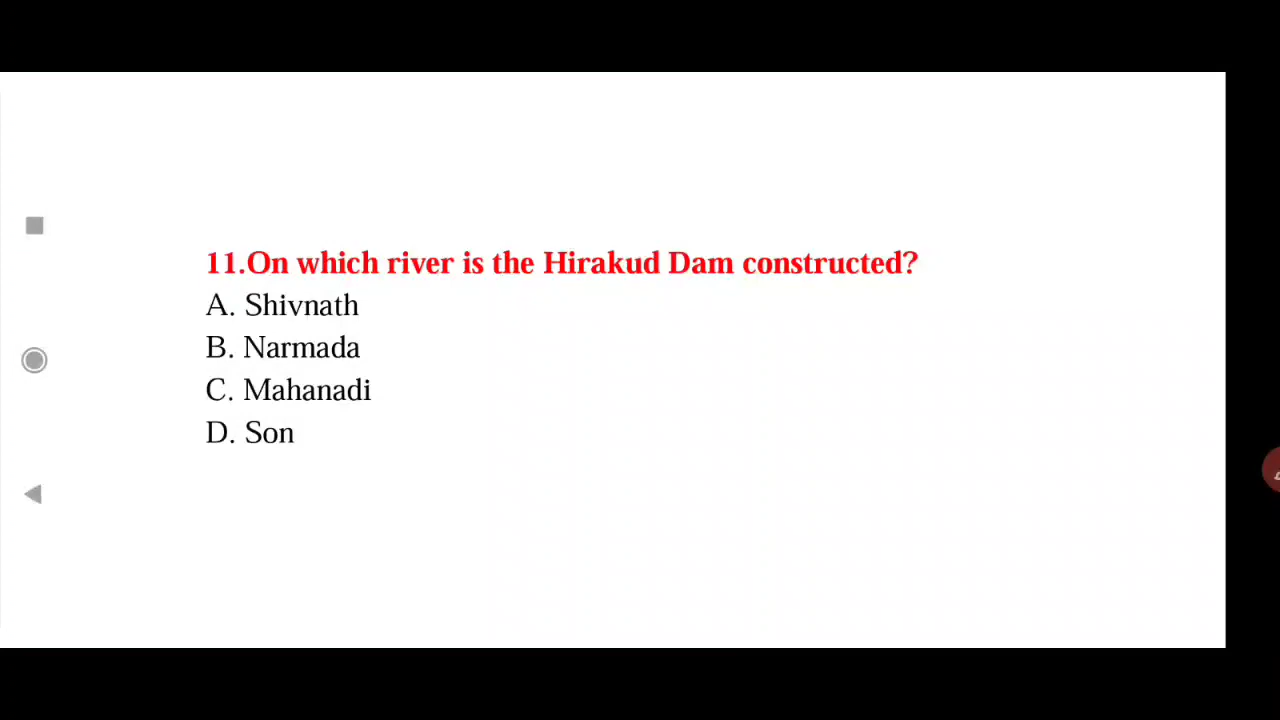 11.On which river is the Hirakud Dam constructed?
A. Shivnath
B. Narmada
C. Mahanadi
D. Son